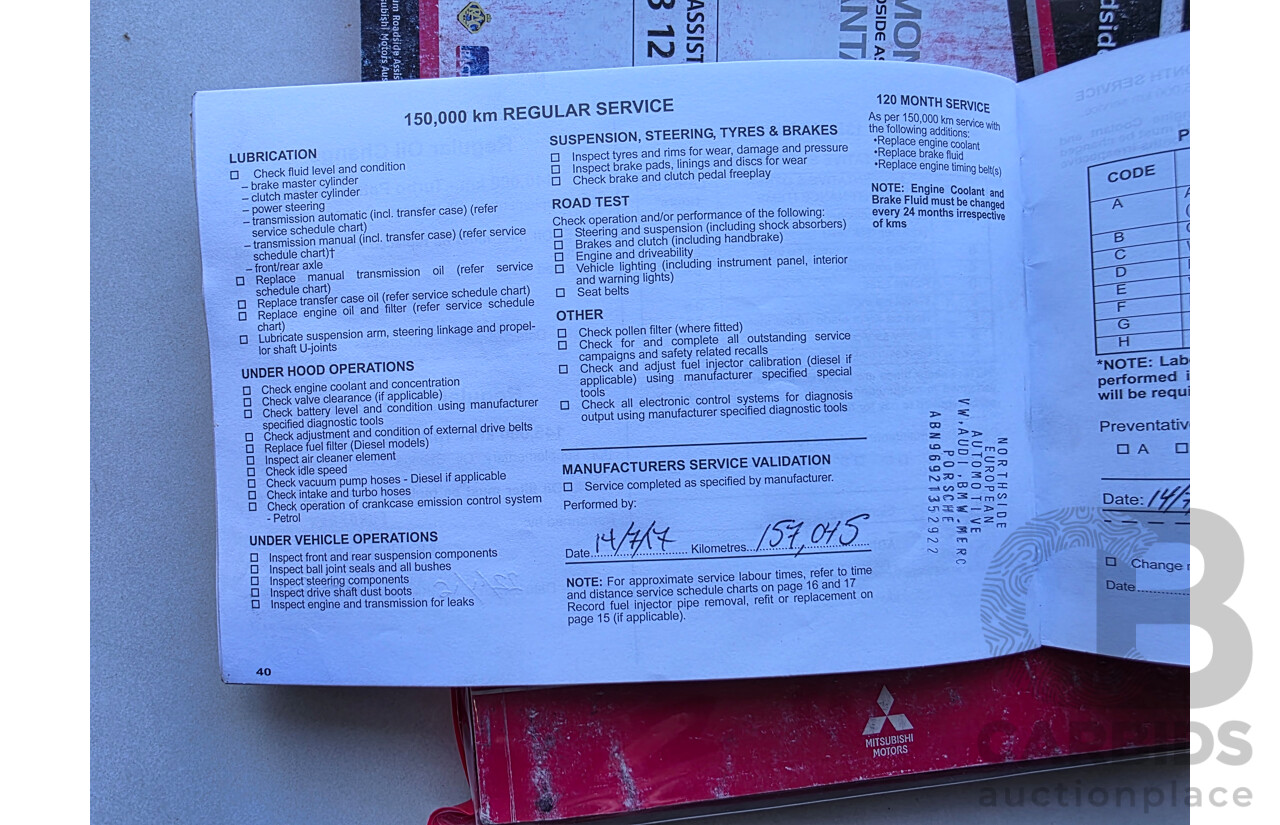 um Roadside Assis
tsubishi Motors Aus
ASSIST
3 12
MON
DSIDE AS
ANTA
dside
150,000 km REGULAR SERVICE
LUBRICATION
Check fluid level and condition
– brake master cylinder
– clutch master cylinder
– power steering
– transmission automatic (incl. transfer case) (refer
service schedule chart)
– transmission manual (incl. transfer case) (refer service
schedule chart)†
– front/rear axle
Replace manual transmission oil (refer service
schedule chart)
Replace transfer case oil (refer service schedule chart)
Replace engine oil and filter (refer service schedule
chart)
Lubricate suspension arm, steering linkage and propel-
lor shaft U-joints
UNDER HOOD OPERATIONS
Check engine coolant and concentration
Check valve clearance (if applicable)
Check battery level and condition using manufacturer
specified diagnostic tools
Check adjustment and condition of external drive belts
Replace fuel filter (Diesel models)
Inspect air cleaner element
Check idle speed
Check vacuum pump hoses - Diesel if applicable
Check intake and turbo hoses
Check operation of crankcase emission control system
- Petrol
UNDER VEHICLE OPERATIONS
Inspect front and rear suspension components
Inspect ball joint seals and all bushes
Inspect steering components
Inspect drive shaft dust boots
Inspect engine and transmission for leaks
40
SUSPENSION, STEERING, TYRES & BRAKES
Inspect tyres and rims for wear, damage and pressure
Inspect brake pads, linings and discs for wear
Check brake and clutch pedal freeplay
ROAD TEST
Check operation and/or performance of the following:
Steering and suspension (including shock absorbers)
Brakes and clutch (including handbrake)
Engine and driveability
Vehicle lighting (including instrument panel, interior
and warning lights)
Seat belts
OTHER
Check pollen filter (where fitted)
Check for and complete all outstanding service
campaigns and safety related recalls
Check and adjust fuel injector calibration (diesel if
applicable) using manufacturer specified special
tools
Check all electronic control systems for diagnosis
output using manufacturer specified diagnostic tools
MANUFACTURERS SERVICE VALIDATION
Service completed as specified by manufacturer.
Performed by:
Date 14/7/17 Kilometres 157,045
NOTE: For approximate service labour times, refer to time
and distance service schedule charts on page 16 and 17
Record fuel injector pipe removal, refit or replacement on
page 15 (if applicable).
120 MONTH SERVICE
As per 150,000 km service with
the following additions:
•Replace engine coolant
•Replace brake fluid
•Replace engine timing belt(s)
NOTE: Engine Coolant and
Brake Fluid must be changed
every 24 months irrespective
of kms
NORTHSIDE
EUROPEAN
AUTOMOTIVE
VW.AUDI.BMW.MERC
PORSCHE
ABN96921352922
P
CODE
A
B
C
D
E
F
G
H
*NOTE: Lab
performed i
will be requi
Preventativ
A
Date: 14/7
Change
Date
MITSUBISHI
MOTORS
CB
GRAYS
auctionplace